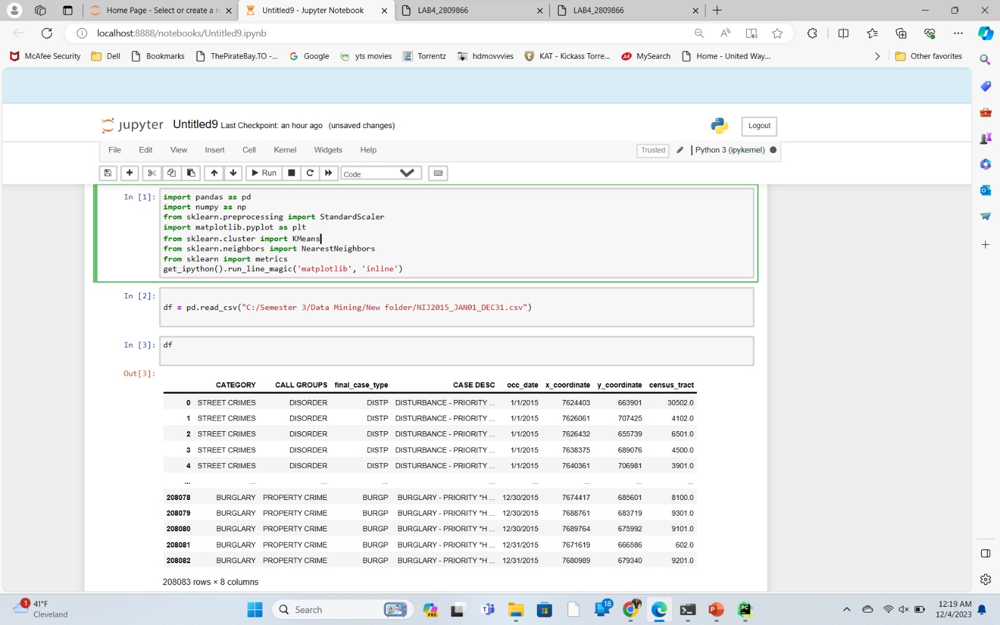 Home Page - Select or create a n
Untitled9 - Jupyter Notebook
LAB4_2809866
LAB4_2809866
localhost:8888/notebooks/Untitled9.ipynb
McAfee Security
Dell
Bookmarks
ThePirateBay.TO -...
Google
yts movies
Torrentz
hdmovvvies
KAT - Kickass Torre...
MySearch
Home - United Way...
Other favorites
jupyter Untitled9 Last Checkpoint: an hour ago (unsaved changes)
Logout
File Edit View Insert Cell Kernel Widgets Help
Trusted
Python 3 (ipykernel)
Run
Code
In [1]: import pandas as pd
import numpy as np
from sklearn.preprocessing import StandardScaler
import matplotlib.pyplot as plt
from sklearn.cluster import KMeans
from sklearn.neighbors import NearestNeighbors
from sklearn import metrics
get_ipython().run_line_magic('matplotlib', 'inline')
In [2]:
df = pd.read_csv("C:/Semester 3/Data Mining/New folder/NIJ2015_JAN01_DEC31.csv")
In [3]: df
Out[3]:
CATEGORY CALL GROUPS final_case_type CASE DESC occ_date x_coordinate y_coordinate census_tract
0 STREET CRIMES DISORDER DISTP DISTURBANCE - PRIORITY ... 1/1/2015 7624403 663901 30502.0
1 STREET CRIMES DISORDER DISTP DISTURBANCE - PRIORITY ... 1/1/2015 7626061 707425 4102.0
2 STREET CRIMES DISORDER DISTP DISTURBANCE - PRIORITY ... 1/1/2015 7626432 655739 6501.0
3 STREET CRIMES DISORDER DISTP DISTURBANCE - PRIORITY ... 1/1/2015 7638375 689076 4500.0
4 STREET CRIMES DISORDER DISTP DISTURBANCE - PRIORITY ... 1/1/2015 7640361 706981 3901.0
... ... ... ... ... ... ... ... ...
208078 BURGLARY PROPERTY CRIME BURGP BURGLARY - PRIORITY *H ... 12/30/2015 7674417 685601 8100.0
208079 BURGLARY PROPERTY CRIME BURGP BURGLARY - PRIORITY *H ... 12/30/2015 7688761 683719 9301.0
208080 BURGLARY PROPERTY CRIME BURGP BURGLARY - PRIORITY *H ... 12/30/2015 7689764 675992 9101.0
208081 BURGLARY PROPERTY CRIME BURGP BURGLARY - PRIORITY *H ... 12/31/2015 7671619 666586 602.0
208082 BURGLARY PROPERTY CRIME BURGP BURGLARY - PRIORITY *H ... 12/31/2015 7680989 679340 9201.0
208083 rows × 8 columns
1
41°F
Cleveland
Search
PRE
18
PC
12:19 AM
12/4/2023